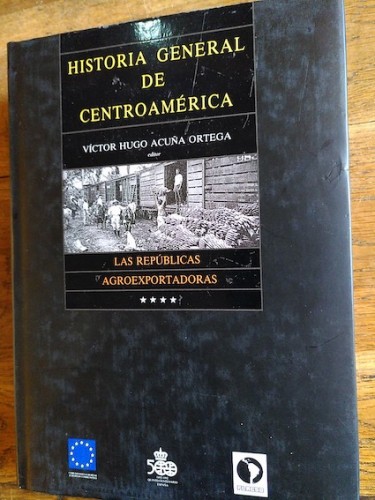 HISTORIA GENERAL
DE
CENTROAMÉRICA
VÍCTOR HUGO ACUÑA ORTEGA
editor
LAS REPÚBLICAS
AGROEXPORTADORAS